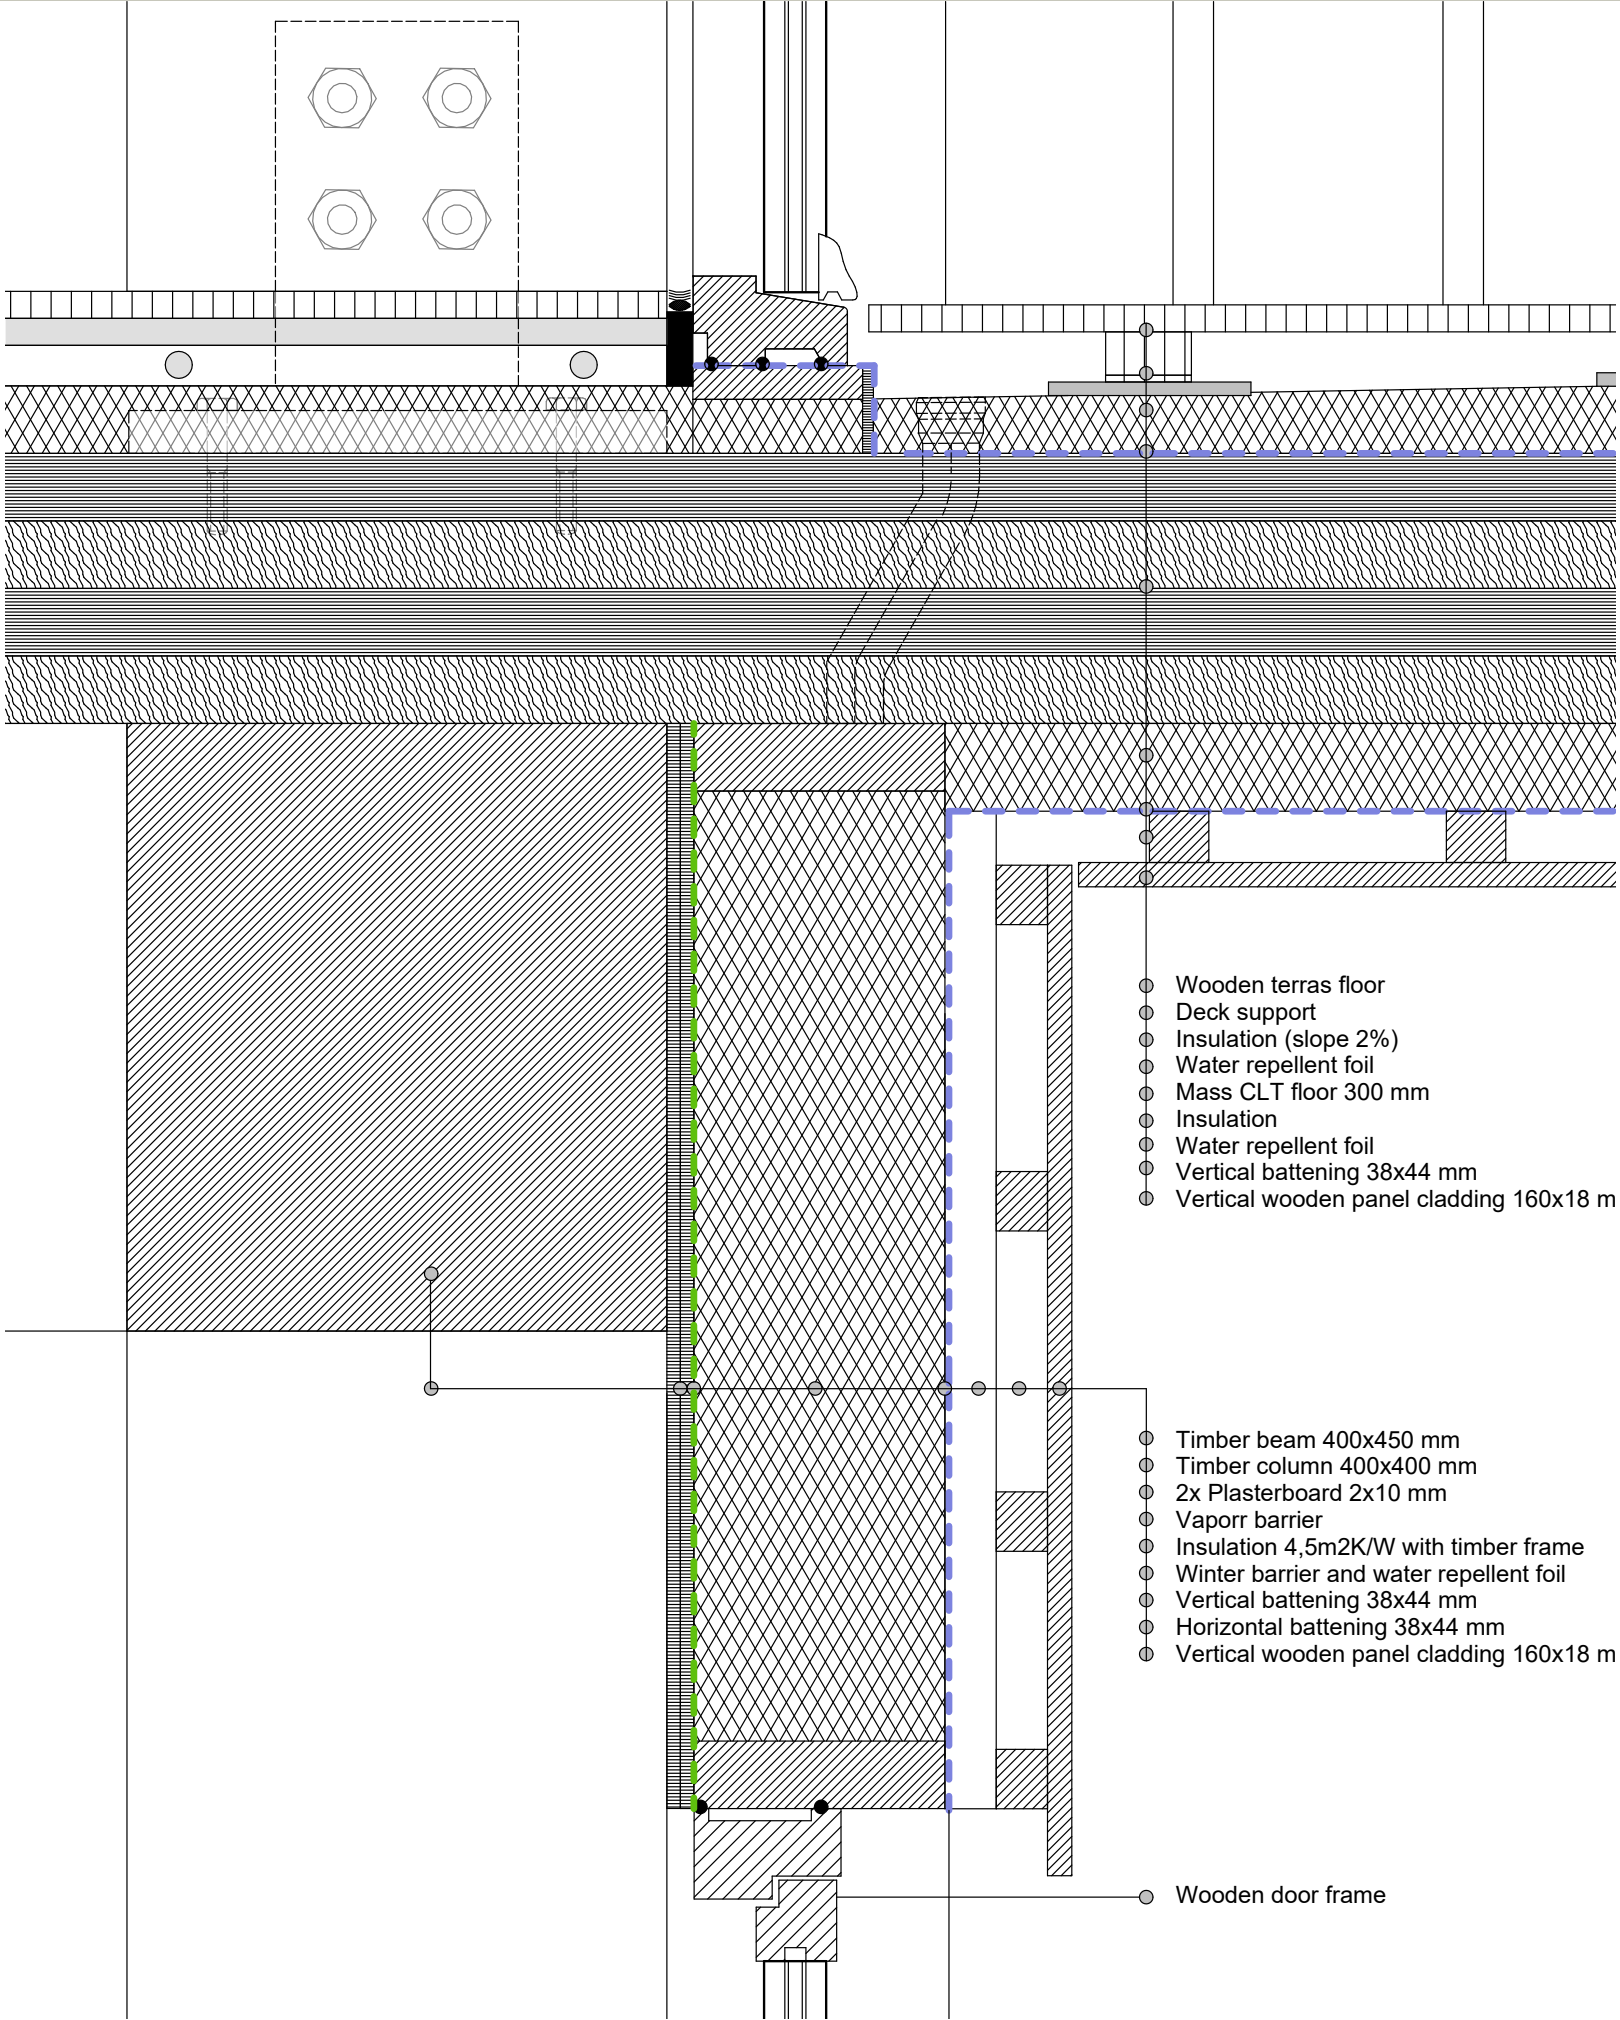 Wooden terras floor
Deck support
Insulation (slope 2%)
Water repellent foil
Mass CLT floor 300 mm
Insulation
Water repellent foil
Vertical battening 38x44 mm
Vertical wooden panel cladding 160x18 m
Timber beam 400x450 mm
Timber column 400x400 mm
2x Plasterboard 2x10 mm
Vaporr barrier
Insulation 4,5m2K/W with timber frame
Winter barrier and water repellent foil
Vertical battening 38x44 mm
Horizontal battening 38x44 mm
Vertical wooden panel cladding 160x18 m
Wooden door frame